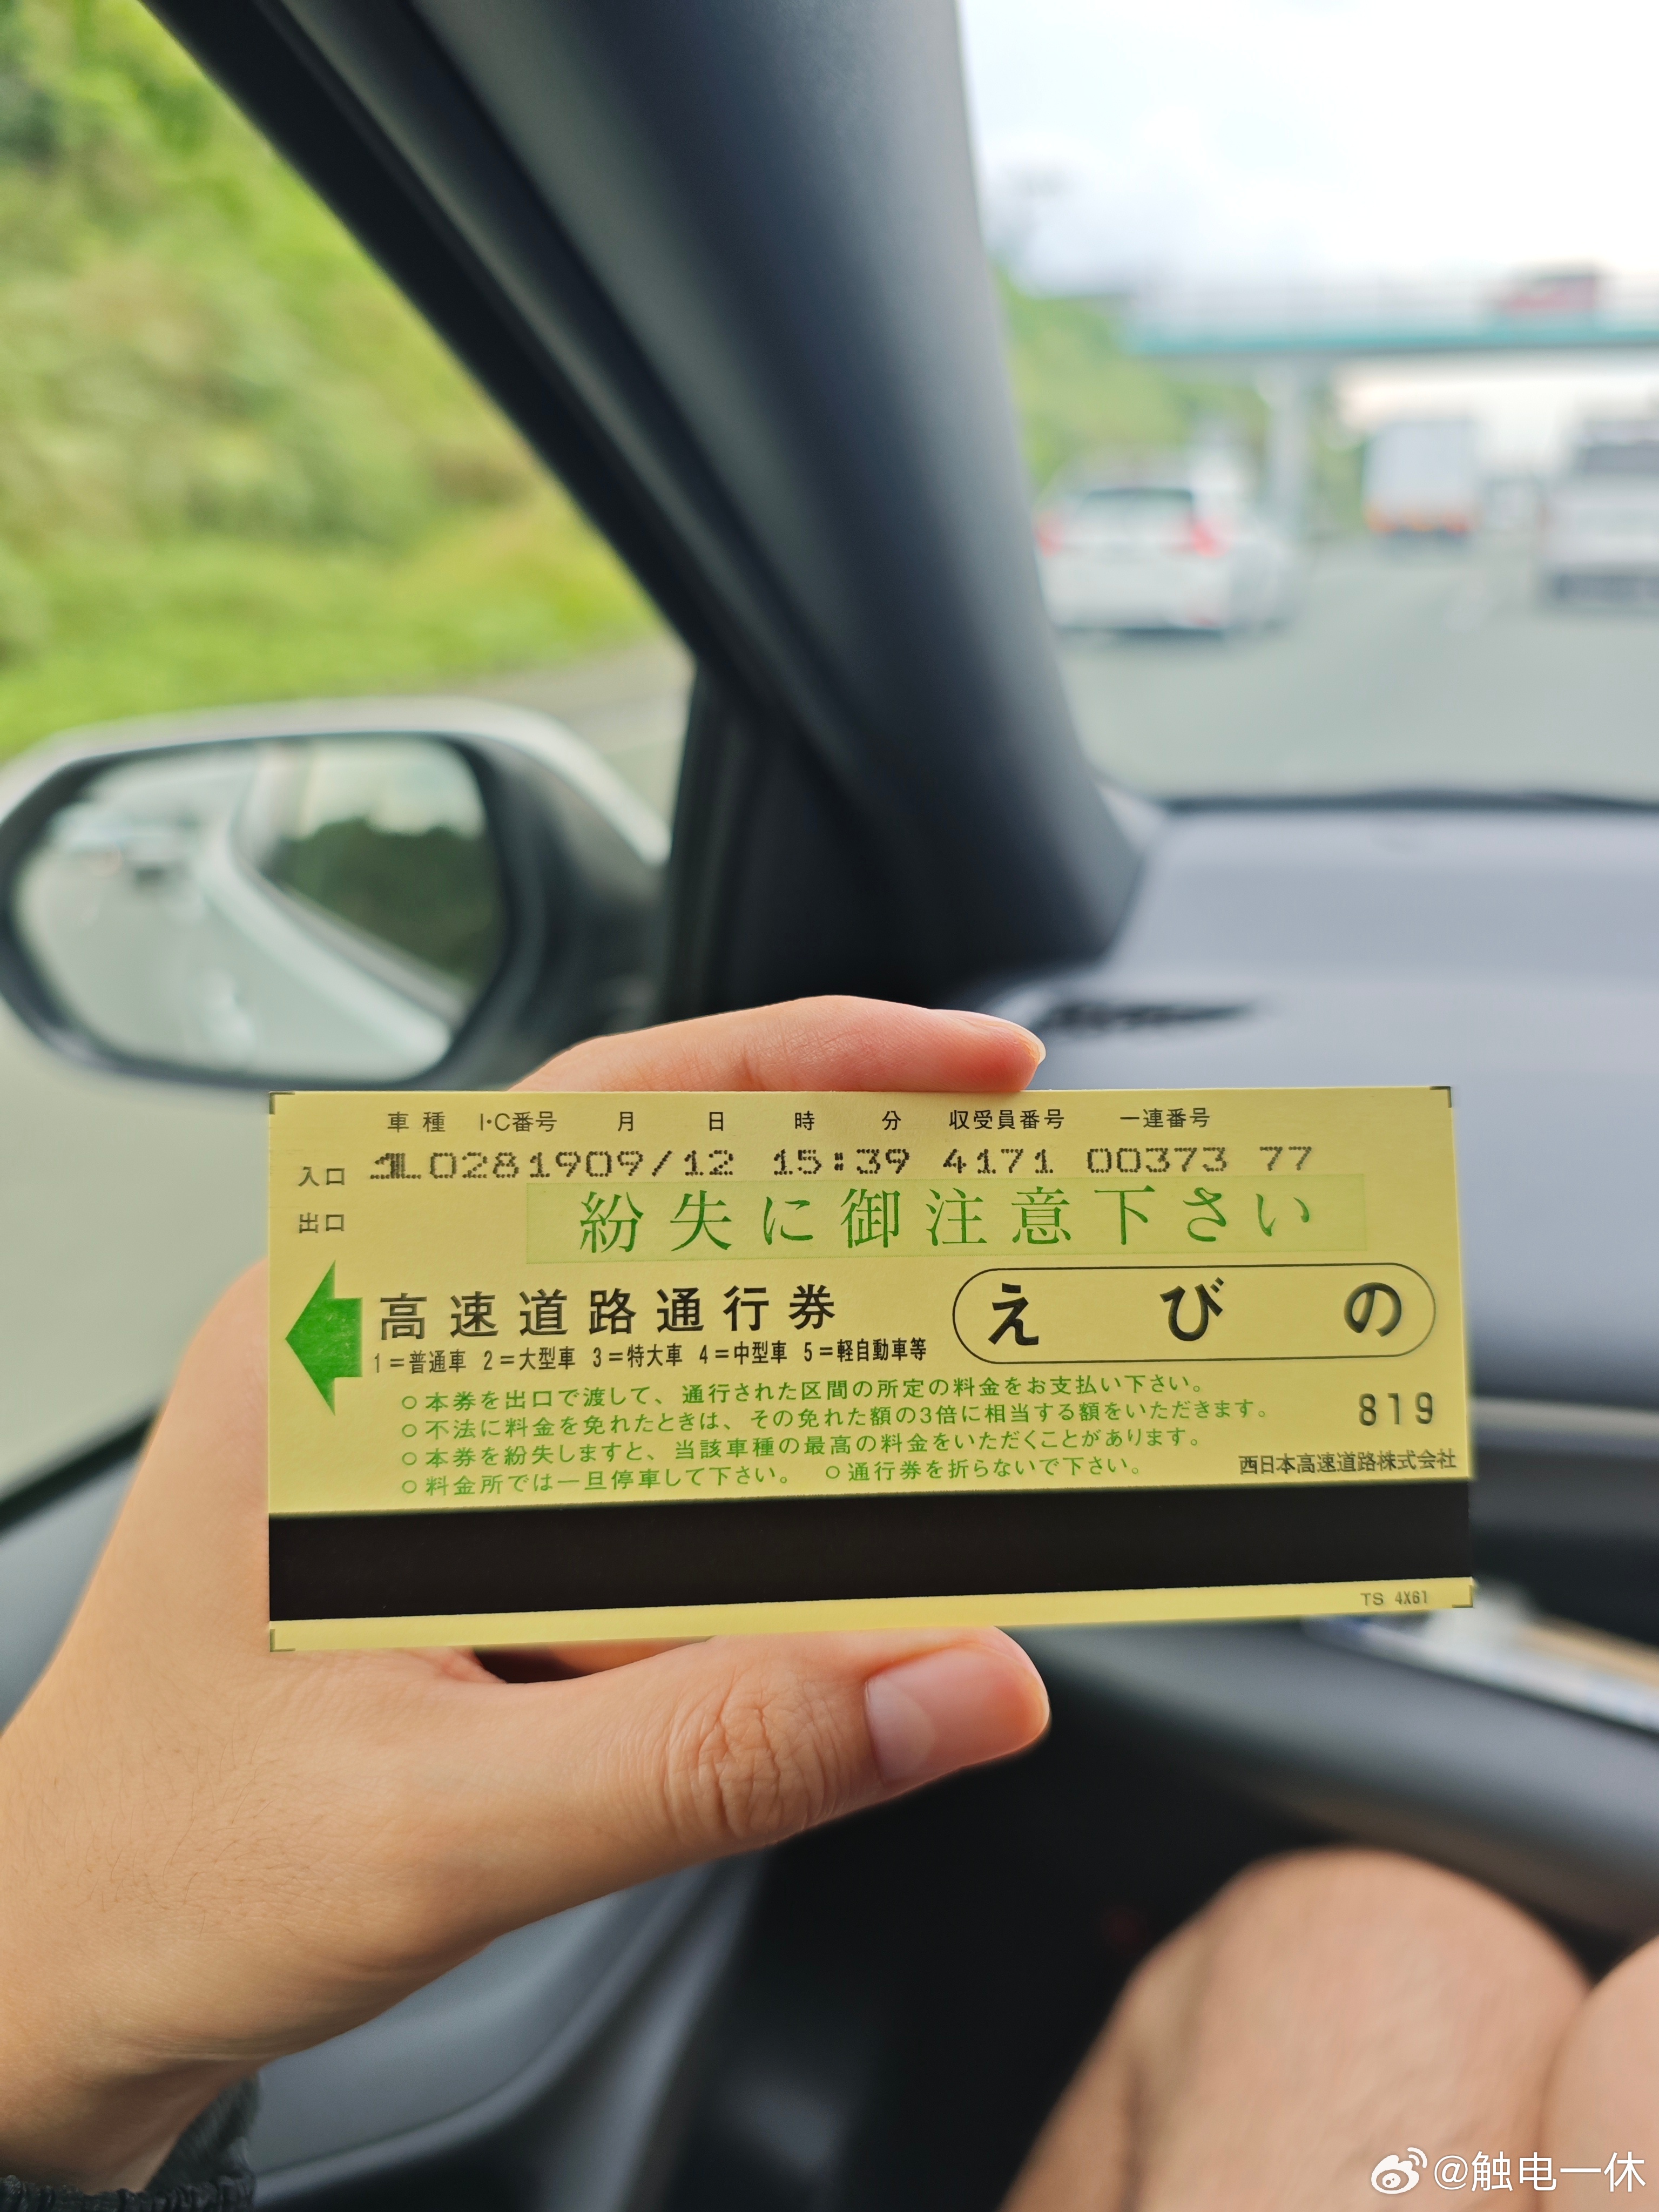 車種 I・C番号 月 日 時 分 収受員番号 一連番号
入口 1L0281909/12 15:39 4171 00373 77
出口
紛失に御注意下さい
高速道路通行券 えびの
1=普通車 2=大型車 3=特大車 4=中型車 5=軽自動車等
○本券を出口で渡して、通行された区間の所定の料金をお支払い下さい。
○不法に料金を免れたときは、その免れた額の3倍に相当する額をいただきます。
819
○本券を紛失しますと、当該車種の最高の料金をいただくことがあります。
○料金所では一旦停車して下さい。 ○通行券を折らないで下さい。
西日本高速道路株式会社
TS 4X61
@触电一休